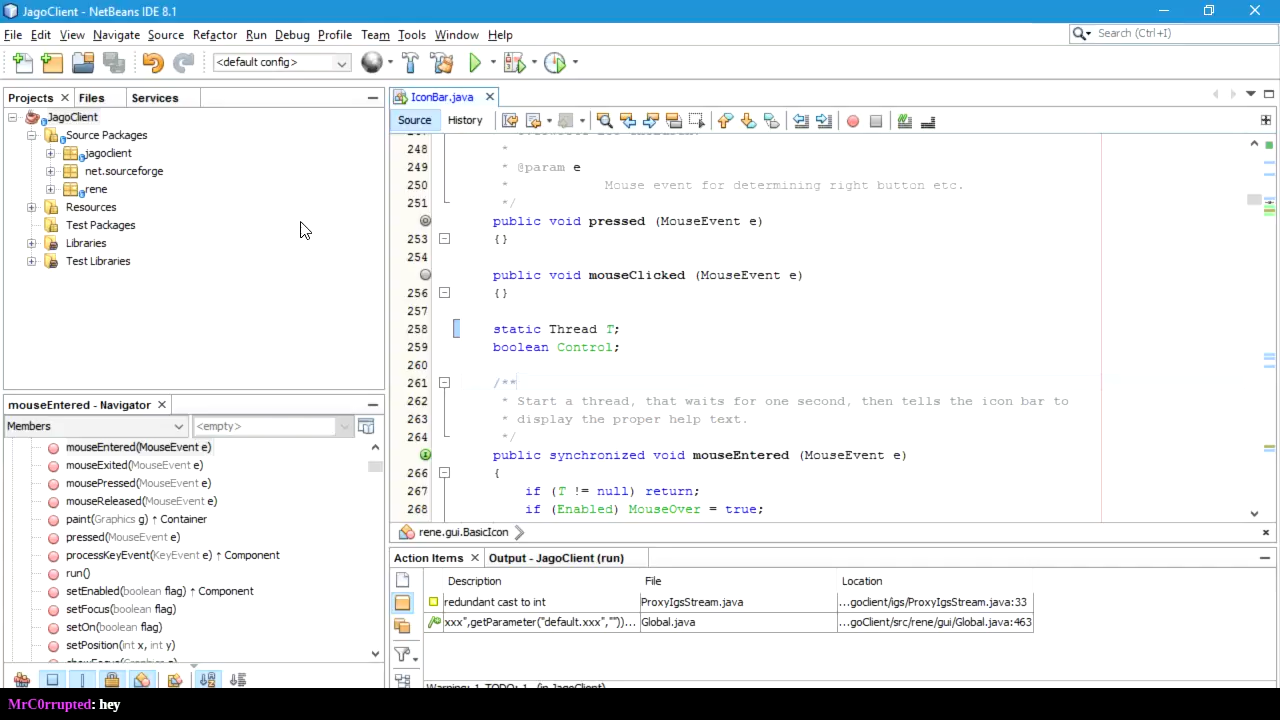 JagoClient - NetBeans IDE 8.1
File Edit View Navigate Source Refactor Run Debug Profile Team Tools Window Help
Search (Ctrl+I)
<default config>
Projects Files Services
JagoClient
Source Packages
jagoclient
net.sourceforge
rene
Resources
Test Packages
Libraries
Test Libraries
mouseEntered - Navigator
Members <empty>
mouseEntered(MouseEvent e)
mouseExited(MouseEvent e)
mousePressed(MouseEvent e)
mouseReleased(MouseEvent e)
paint(Graphics g) ↑ Container
pressed(MouseEvent e)
processKeyEvent(KeyEvent e) ↑ Component
run()
setEnabled(boolean flag) ↑ Component
setFocus(boolean flag)
setOn(boolean flag)
setPosition(int x, int y)
IconBar.java
Source History
248 *
249 * @param e
250 * Mouse event for determining right button etc.
251 */
public void pressed (MouseEvent e)
253 {}
254
public void mouseClicked (MouseEvent e)
256 {}
257
258 static Thread T;
259 boolean Control;
260
261 /**
262 * Start a thread, that waits for one second, then tells the icon bar to
263 * display the proper help text.
264 */
public synchronized void mouseEntered (MouseEvent e)
266 {
267 if (T != null) return;
268 if (Enabled) MouseOver = true;
rene.gui.BasicIcon
Action Items Output - JagoClient (run)
Description File Location
redundant cast to int ProxyIgsStream.java ...goclient/igs/ProxyIgsStream.java:33
xxx",getParameter("default.xxx",""))... Global.java ...goClient/src/rene/gui/Global.java:463
MrC0rrupted: hey